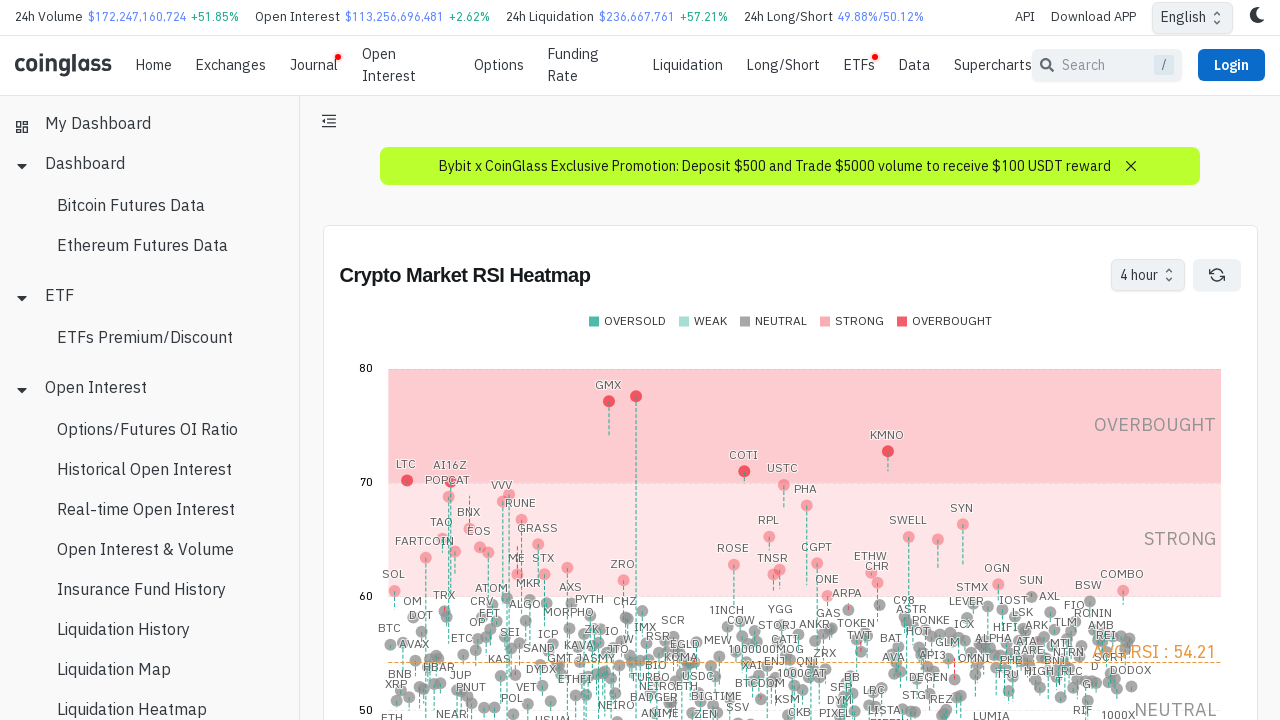 24h Volume $172,247,160,724 +51.85% Open Interest $113,256,696,481 +2.62% 24h Liquidation $236,667,761 +57.21% 24h Long/Short 49.88%/50.12% API Download APP English
coinglass Home Exchanges Journal Open Interest Options Funding Rate Liquidation Long/Short ETFs Data Supercharts Search / Login
My Dashboard
Dashboard
Bitcoin Futures Data
Ethereum Futures Data
ETF
ETFs Premium/Discount
Open Interest
Options/Futures OI Ratio
Historical Open Interest
Real-time Open Interest
Open Interest & Volume
Insurance Fund History
Liquidation History
Liquidation Map
Liquidation Heatmap
Bybit x CoinGlass Exclusive Promotion: Deposit $500 and Trade $5000 volume to receive $100 USDT reward
Crypto Market RSI Heatmap
4 hour
OVERSOLD WEAK NEUTRAL STRONG OVERBOUGHT
80
GMX
OVERBOUGHT
KMNO
COTI
LTC AI16Z USTC
70 POPCAT VVV PHA
RUNE
BNX SYN
TAO EOS GRASS RPL SWELL
FARTCOIN STRONG
ROSE CGPT
ME STX ZRO TNSR ETHW
CHR OGN
SOL COMBO
MKR AXS ONE SUN
ATOM STMX BSW
60 TRX ARPA AXL
OM CRV ALGO PYTH CHZ C98 LEVER IOST FIO
DOT FET MORPHO 1INCH YGG GAS ASTR LSK RONIN
OP SCR COW ANKR TOKEN PONKE ICX ARK TLM AMB
BTC SEI ICP ZK IO IMX HOT HIFI
ETC RSR MEW CATI TWT BAT ALPHA ATA REI
AVAX SAND KAVA EGLD GLM MTL
JTO 1000000MOG ZRX RARE NTRN AVG RSI : 54.21
KAS GMT JASMY KOMA ENJ AVA API3 OMNI PHB
HBAR DYDX BIO XAI
BNB JUP ETHFI TURBO USDC 1000CAT BB DEGEN TRU HIGH DODOX
XRP PNUT VET NEIROETH BTCDOM SFP
POL BADGER BIGTIME KSM DYM STG REZ
NEIRO SSV
ETH NEAR ANIME ZEN CKB PIXEL LISTA LUMIA 1000X
50 NEUTRAL